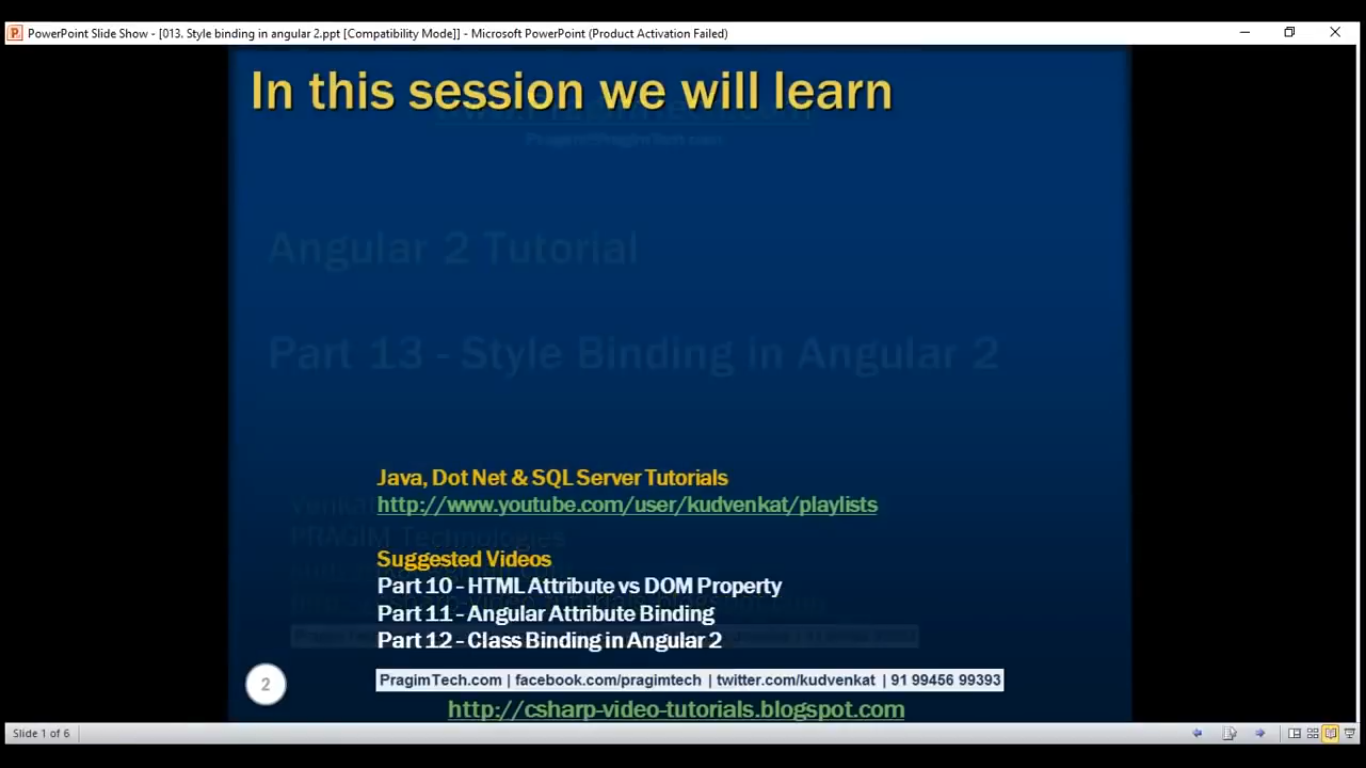 PowerPoint Slide Show - [013. Style binding in angular 2.ppt [Compatibility Mode]] - Microsoft PowerPoint (Product Activation Failed)
In this session we will learn
Angular 2 Tutorial
Part 13 - Style Binding in Angular 2
Java, Dot Net & SQL Server Tutorials
http://www.youtube.com/user/kudvenkat/playlists
PRAGIM Technologies
Suggested Videos
Part 10 - HTML Attribute vs DOM Property
Part 11 - Angular Attribute Binding
Part 12 - Class Binding in Angular 2
2
PragimTech.com | facebook.com/pragimtech | twitter.com/kudvenkat | 91 99456 99393
http://csharp-video-tutorials.blogspot.com
Slide 1 of 6